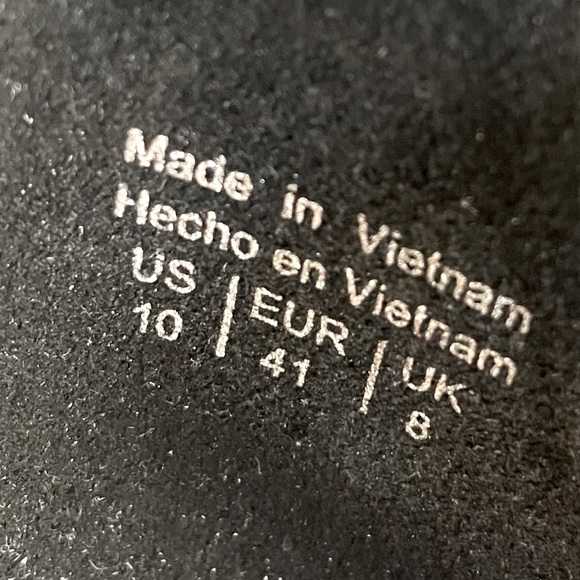 Made in Vietnam
Hecho en Vietnam
US | EUR | UK
10 | 41 | 8